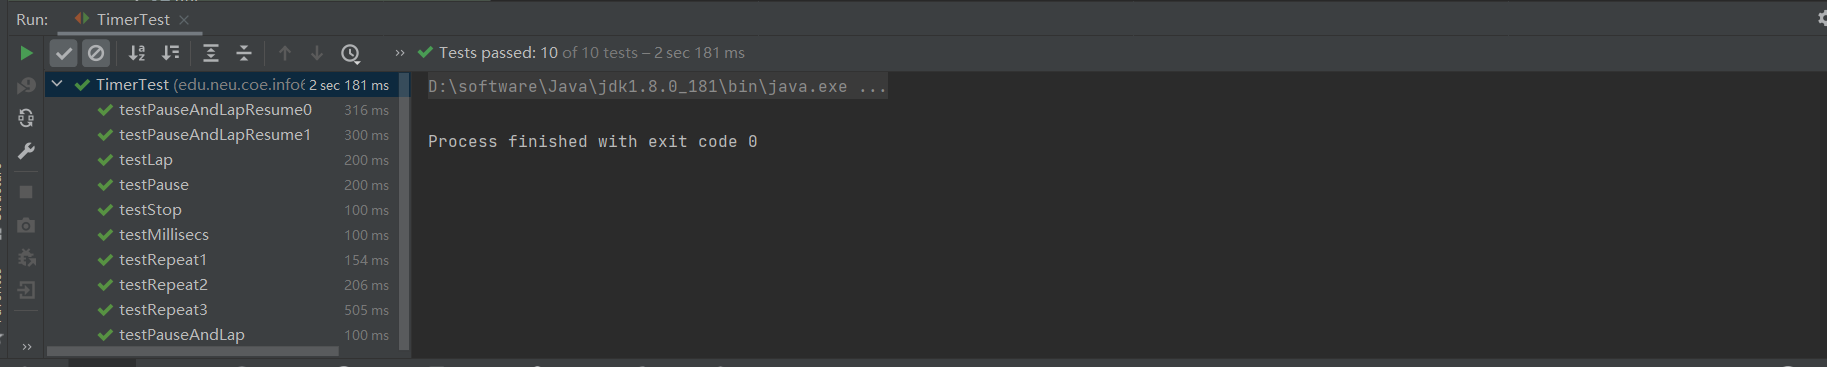 Run: TimerTest
Tests passed: 10 of 10 tests – 2 sec 181 ms
TimerTest (edu.neu.coe.info6 2 sec 181 ms
testPauseAndLapResume0 316 ms
testPauseAndLapResume1 300 ms
testLap 200 ms
testPause 200 ms
testStop 100 ms
testMillisecs 100 ms
testRepeat1 154 ms
testRepeat2 206 ms
testRepeat3 505 ms
testPauseAndLap 100 ms
D:\software\Java\jdk1.8.0_181\bin\java.exe ...
Process finished with exit code 0